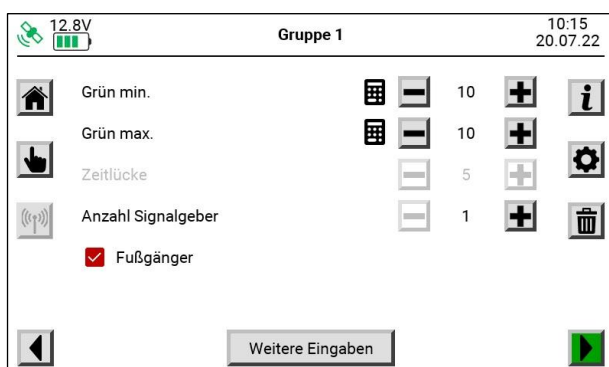 12.8V
Gruppe 1
10:15
20.07.22
Grün min.
10
Grün max.
10
Zeitlücke
5
Anzahl Signalgeber
1
Fußgänger
Weitere Eingaben